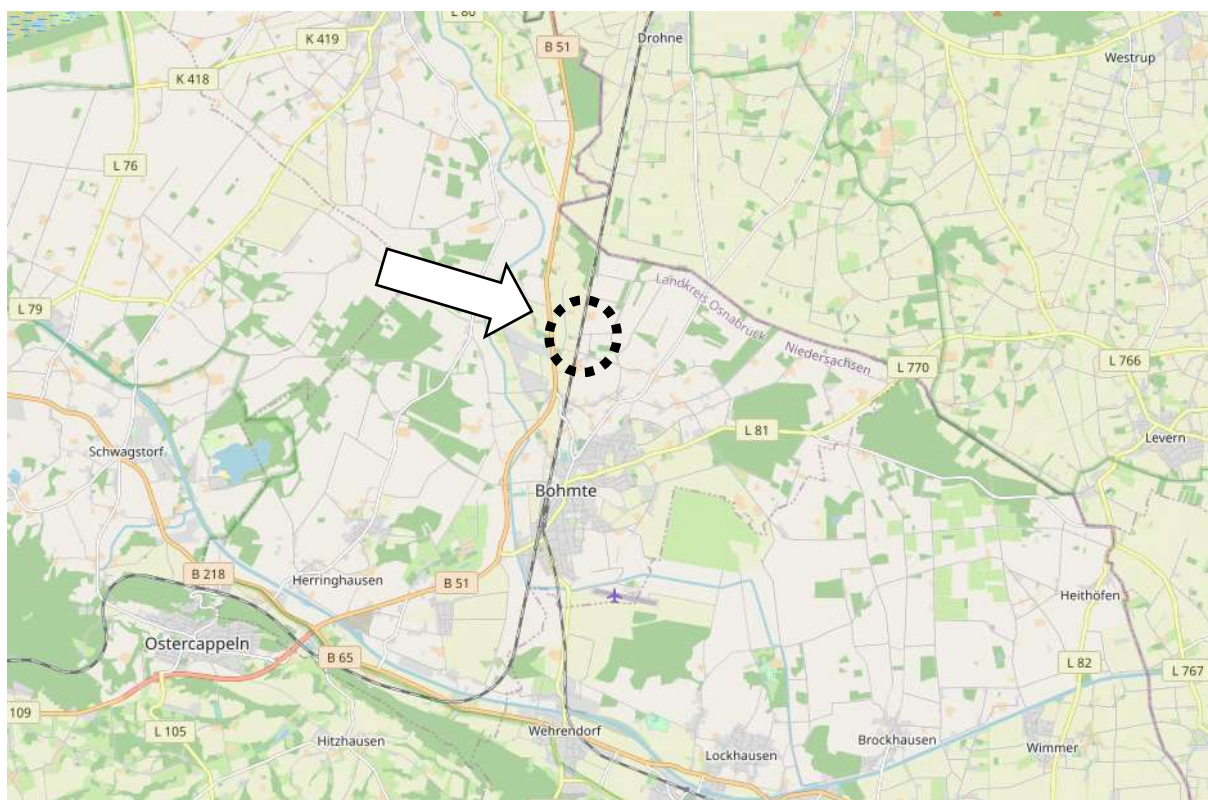 L 80
K 419
B 51
Drohne
Westrup
K 418
L 76
L 79
Landkreis Osnabrück
Niedersachsen
L 770
L 766
L 81
Levern
Schwagstorf
Bohmte
B 218
Herringhausen
B 51
Heithöfen
Ostercappeln
B 65
L 82
L 767
109
L 105
Hitzhausen
Wehrendorf
Lockhausen
Brockhausen
Wimmer